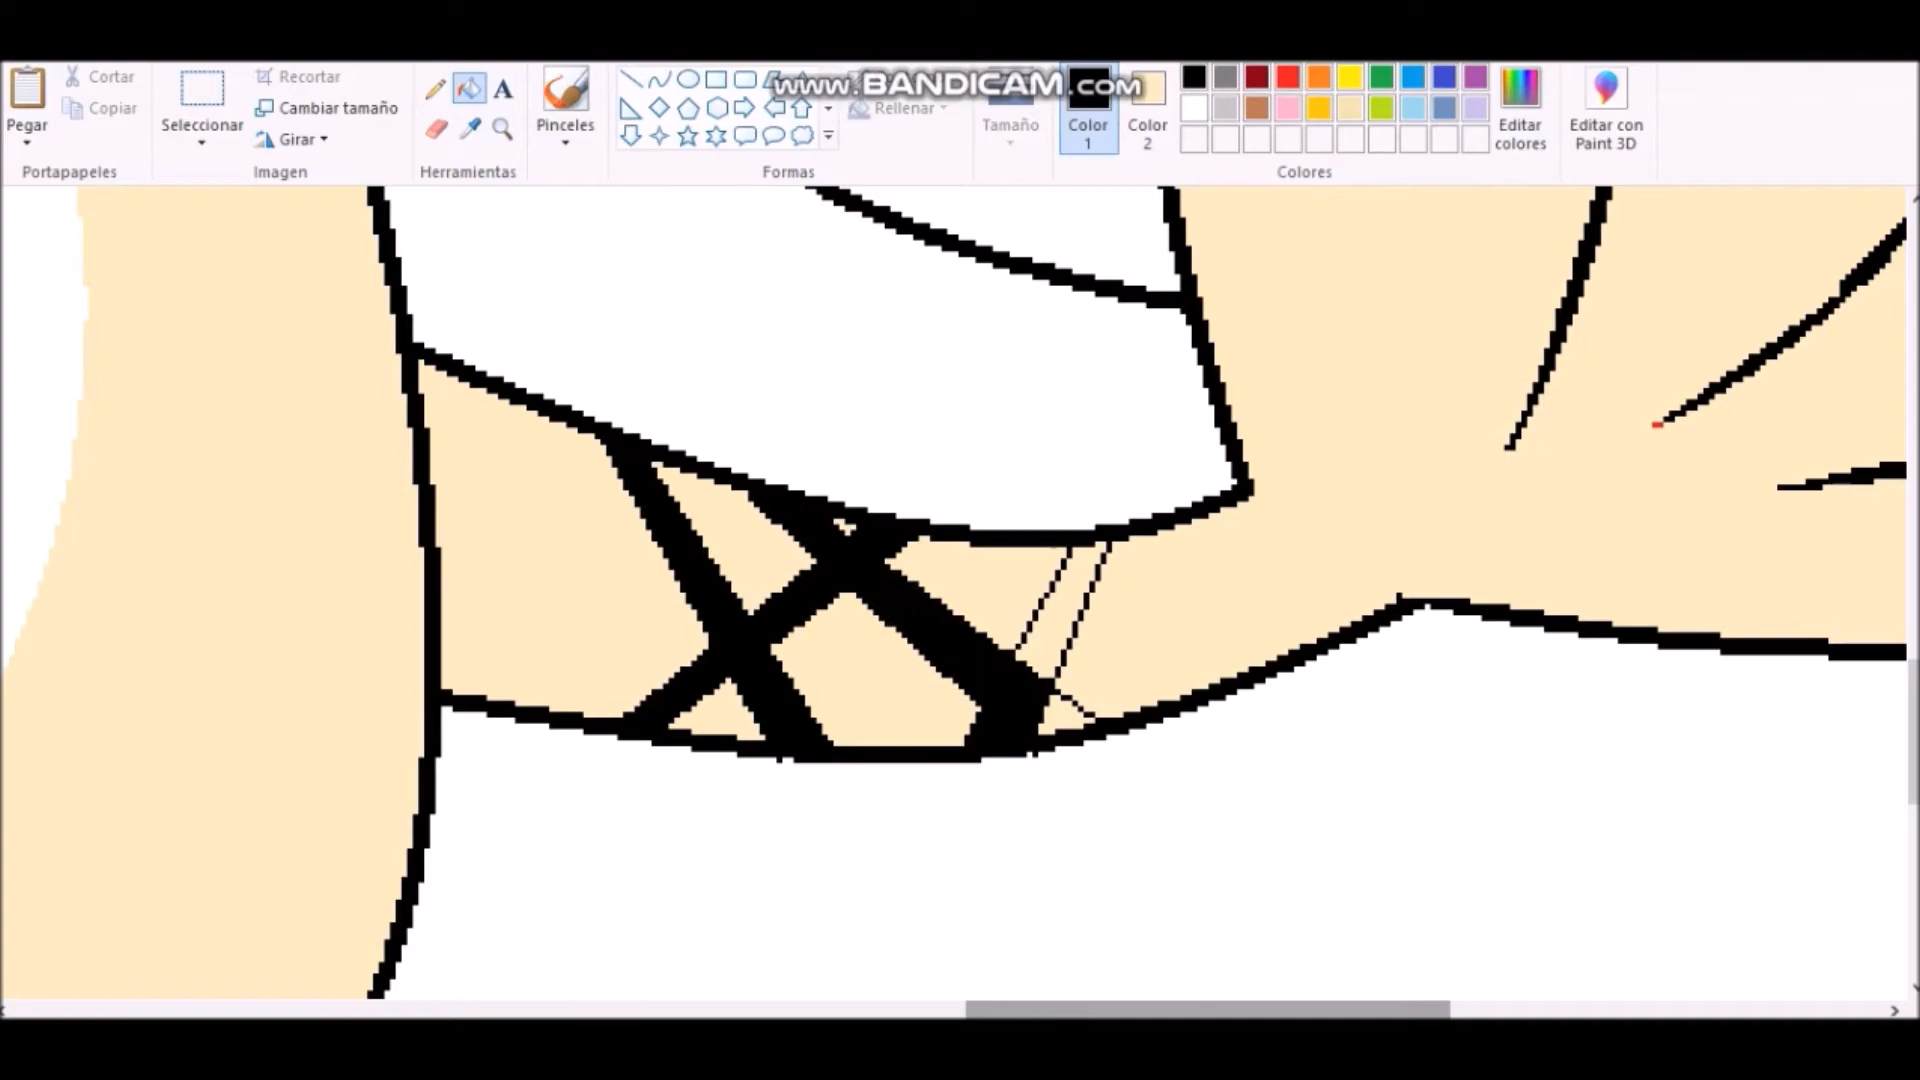 www.BANDICAM.com
Cortar
Copiar
Pegar
Portapapeles
Seleccionar
Recortar
Cambiar tamaño
Girar
Imagen
A
Herramientas
Pinceles
Rellenar
Formas
Tamaño
Color
1
Color
2
Colores
Editar
colores
Editar con
Paint 3D